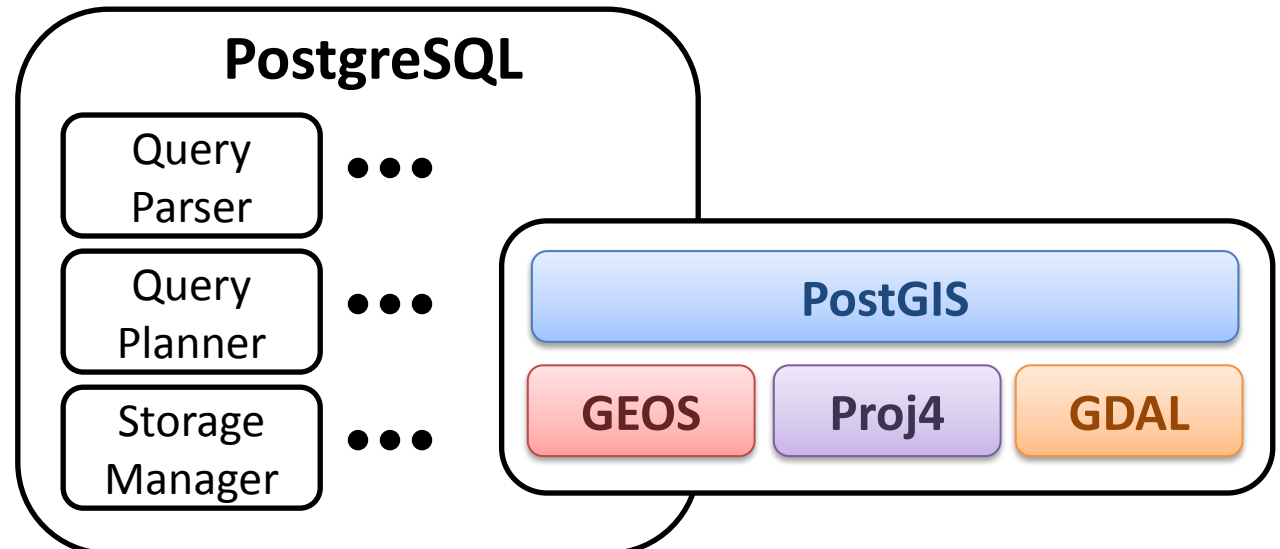 PostgreSQL
Query
Parser
Query
Planner
Storage
Manager
PostGIS
GEOS
Proj4
GDAL